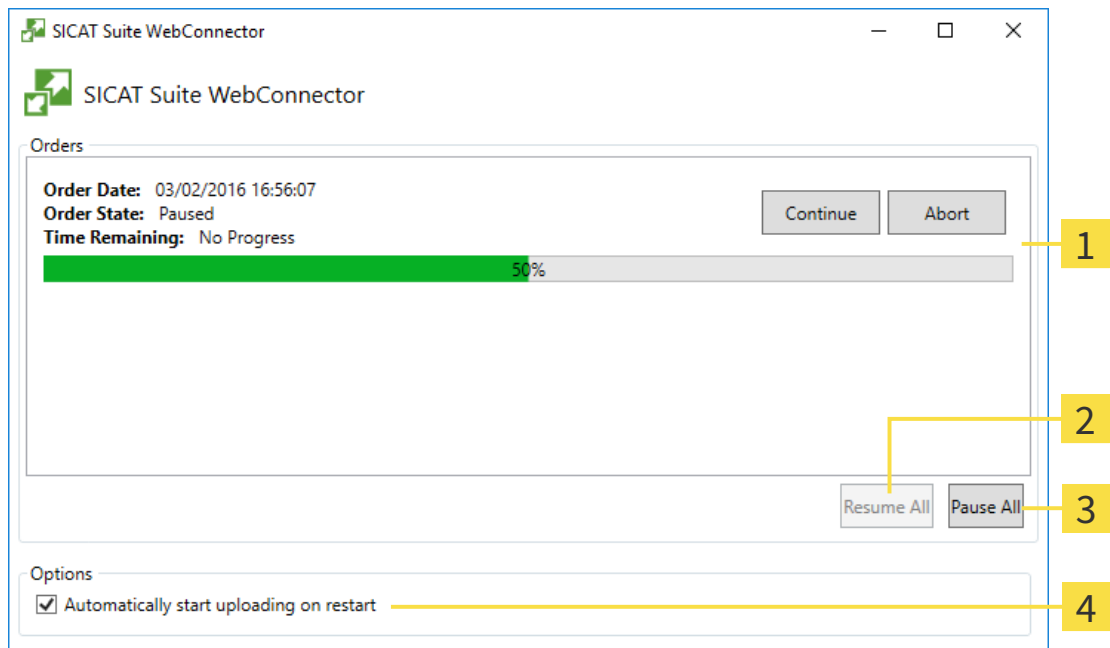 SICAT Suite WebConnector
SICAT Suite WebConnector
Orders
Order Date: 03/02/2016 16:56:07
Order State: Paused
Time Remaining: No Progress
Continue
Abort
1
50%
2
Resume All
Pause All
3
Options
Automatically start uploading on restart
4